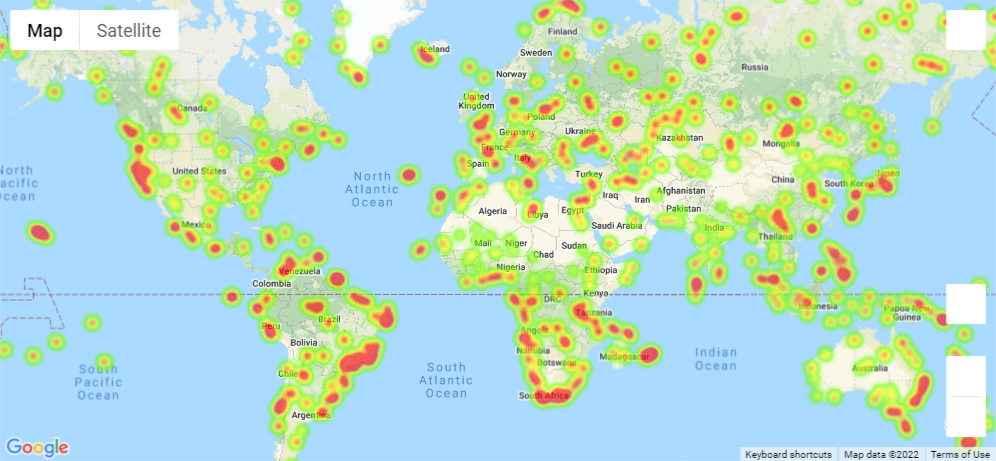 Map Satellite
Iceland
Finland
Sweden
Russia
Norway
Canada
United
Kingdom
Poland
Germany
Ukraine
Kazakhstan
France
Mongolia
Italy
Spain
United States
North
Atlantic
Ocean
Turkey
China
South Korea
Japan
North
acific
cean
Iraq
Iran
Afghanistan
Pakistan
Algeria
Libya
Egypt
Saudi Arabia
India
Mexico
Mali
Niger
Chad
Sudan
Thailand
Nigeria
Ethiopia
Venezuela
Colombia
Kenya
DRC
Indonesia
Papua New
Guinea
Tanzania
Brazil
Peru
Angola
Bolivia
Namibia
Botswana
Madagascar
Indian
Ocean
Australia
South
Pacific
Ocean
Chile
South
Atlantic
Ocean
South Africa
Argentina
Google
Keyboard shortcuts Map data ©2022 Terms of Use